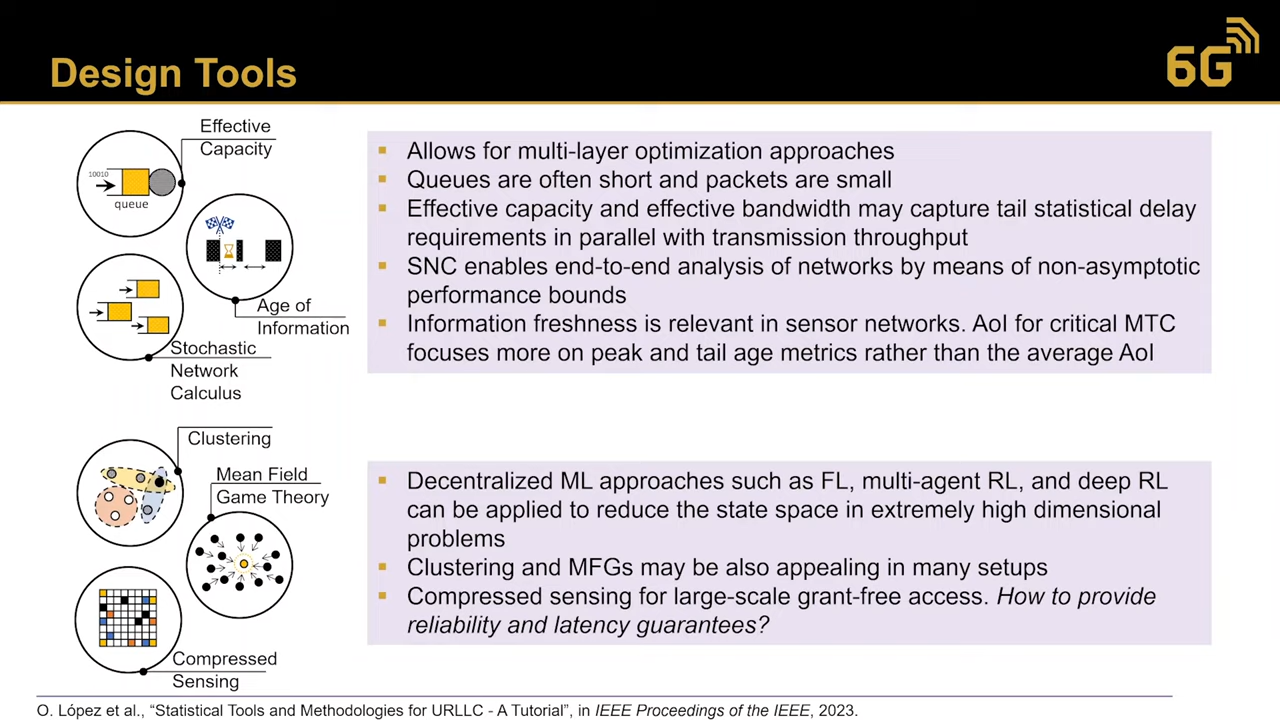 Design Tools
6G
Effective
Capacity
10010
queue
Age of
Information
Stochastic
Network
Calculus
▪ Allows for multi-layer optimization approaches
▪ Queues are often short and packets are small
▪ Effective capacity and effective bandwidth may capture tail statistical delay
requirements in parallel with transmission throughput
▪ SNC enables end-to-end analysis of networks by means of non-asymptotic
performance bounds
▪ Information freshness is relevant in sensor networks. AoI for critical MTC
focuses more on peak and tail age metrics rather than the average AoI
Clustering
Mean Field
Game Theory
Compressed
Sensing
▪ Decentralized ML approaches such as FL, multi-agent RL, and deep RL
can be applied to reduce the state space in extremely high dimensional
problems
▪ Clustering and MFGs may be also appealing in many setups
▪ Compressed sensing for large-scale grant-free access. How to provide
reliability and latency guarantees?
O. López et al., “Statistical Tools and Methodologies for URLLC - A Tutorial”, in IEEE Proceedings of the IEEE, 2023.